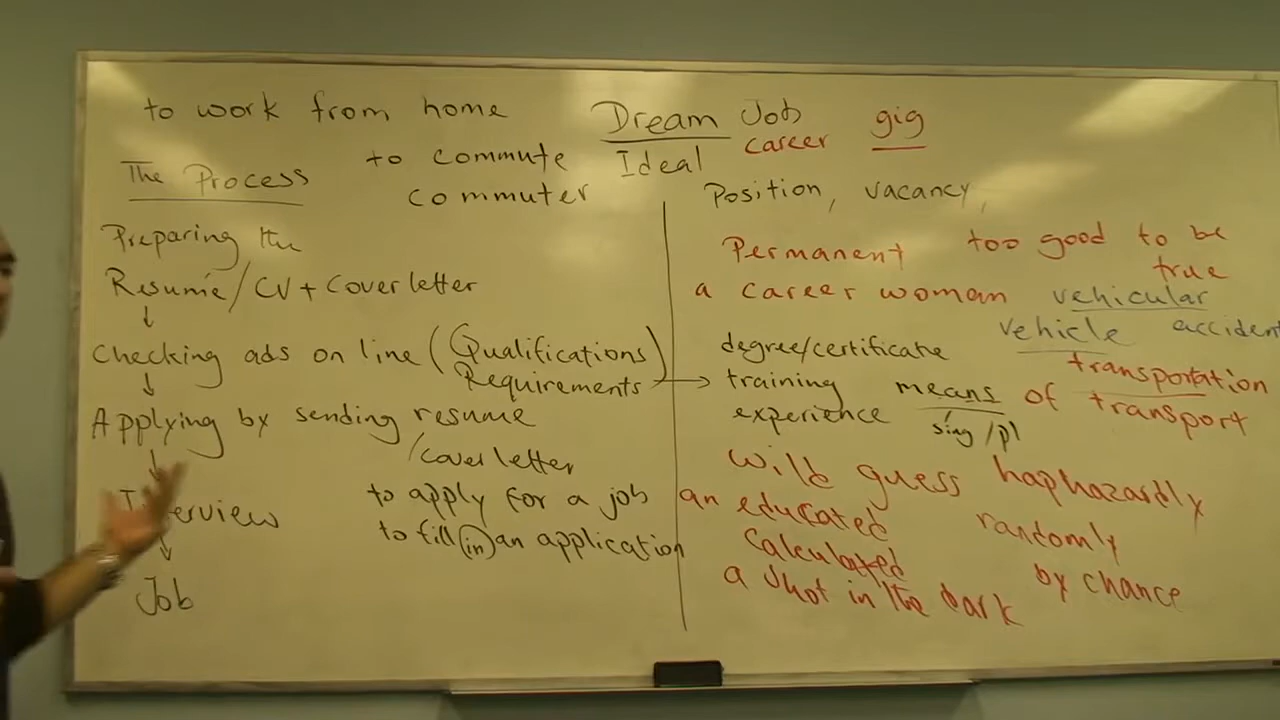 to work from home
Dream Job
career
gig
Ideal
to commute
commuter
The Process
Position, vacancy,
Preparing the
Resume/CV + Cover letter
↓
Checking ads on line (Qualifications)
Requirements →
↓
Applying by sending resume
/cover letter
↓
Interview
to apply for a job
to fill (in) an application
↓
Job
Permanent
too good to be
true
a career woman
vehicular
vehicle accident
degree/certificate
training
experience
transportation
means of transport
sing/pl
wild guess
haphazardly
an educated
randomly
calculated
by chance
a shot in the dark